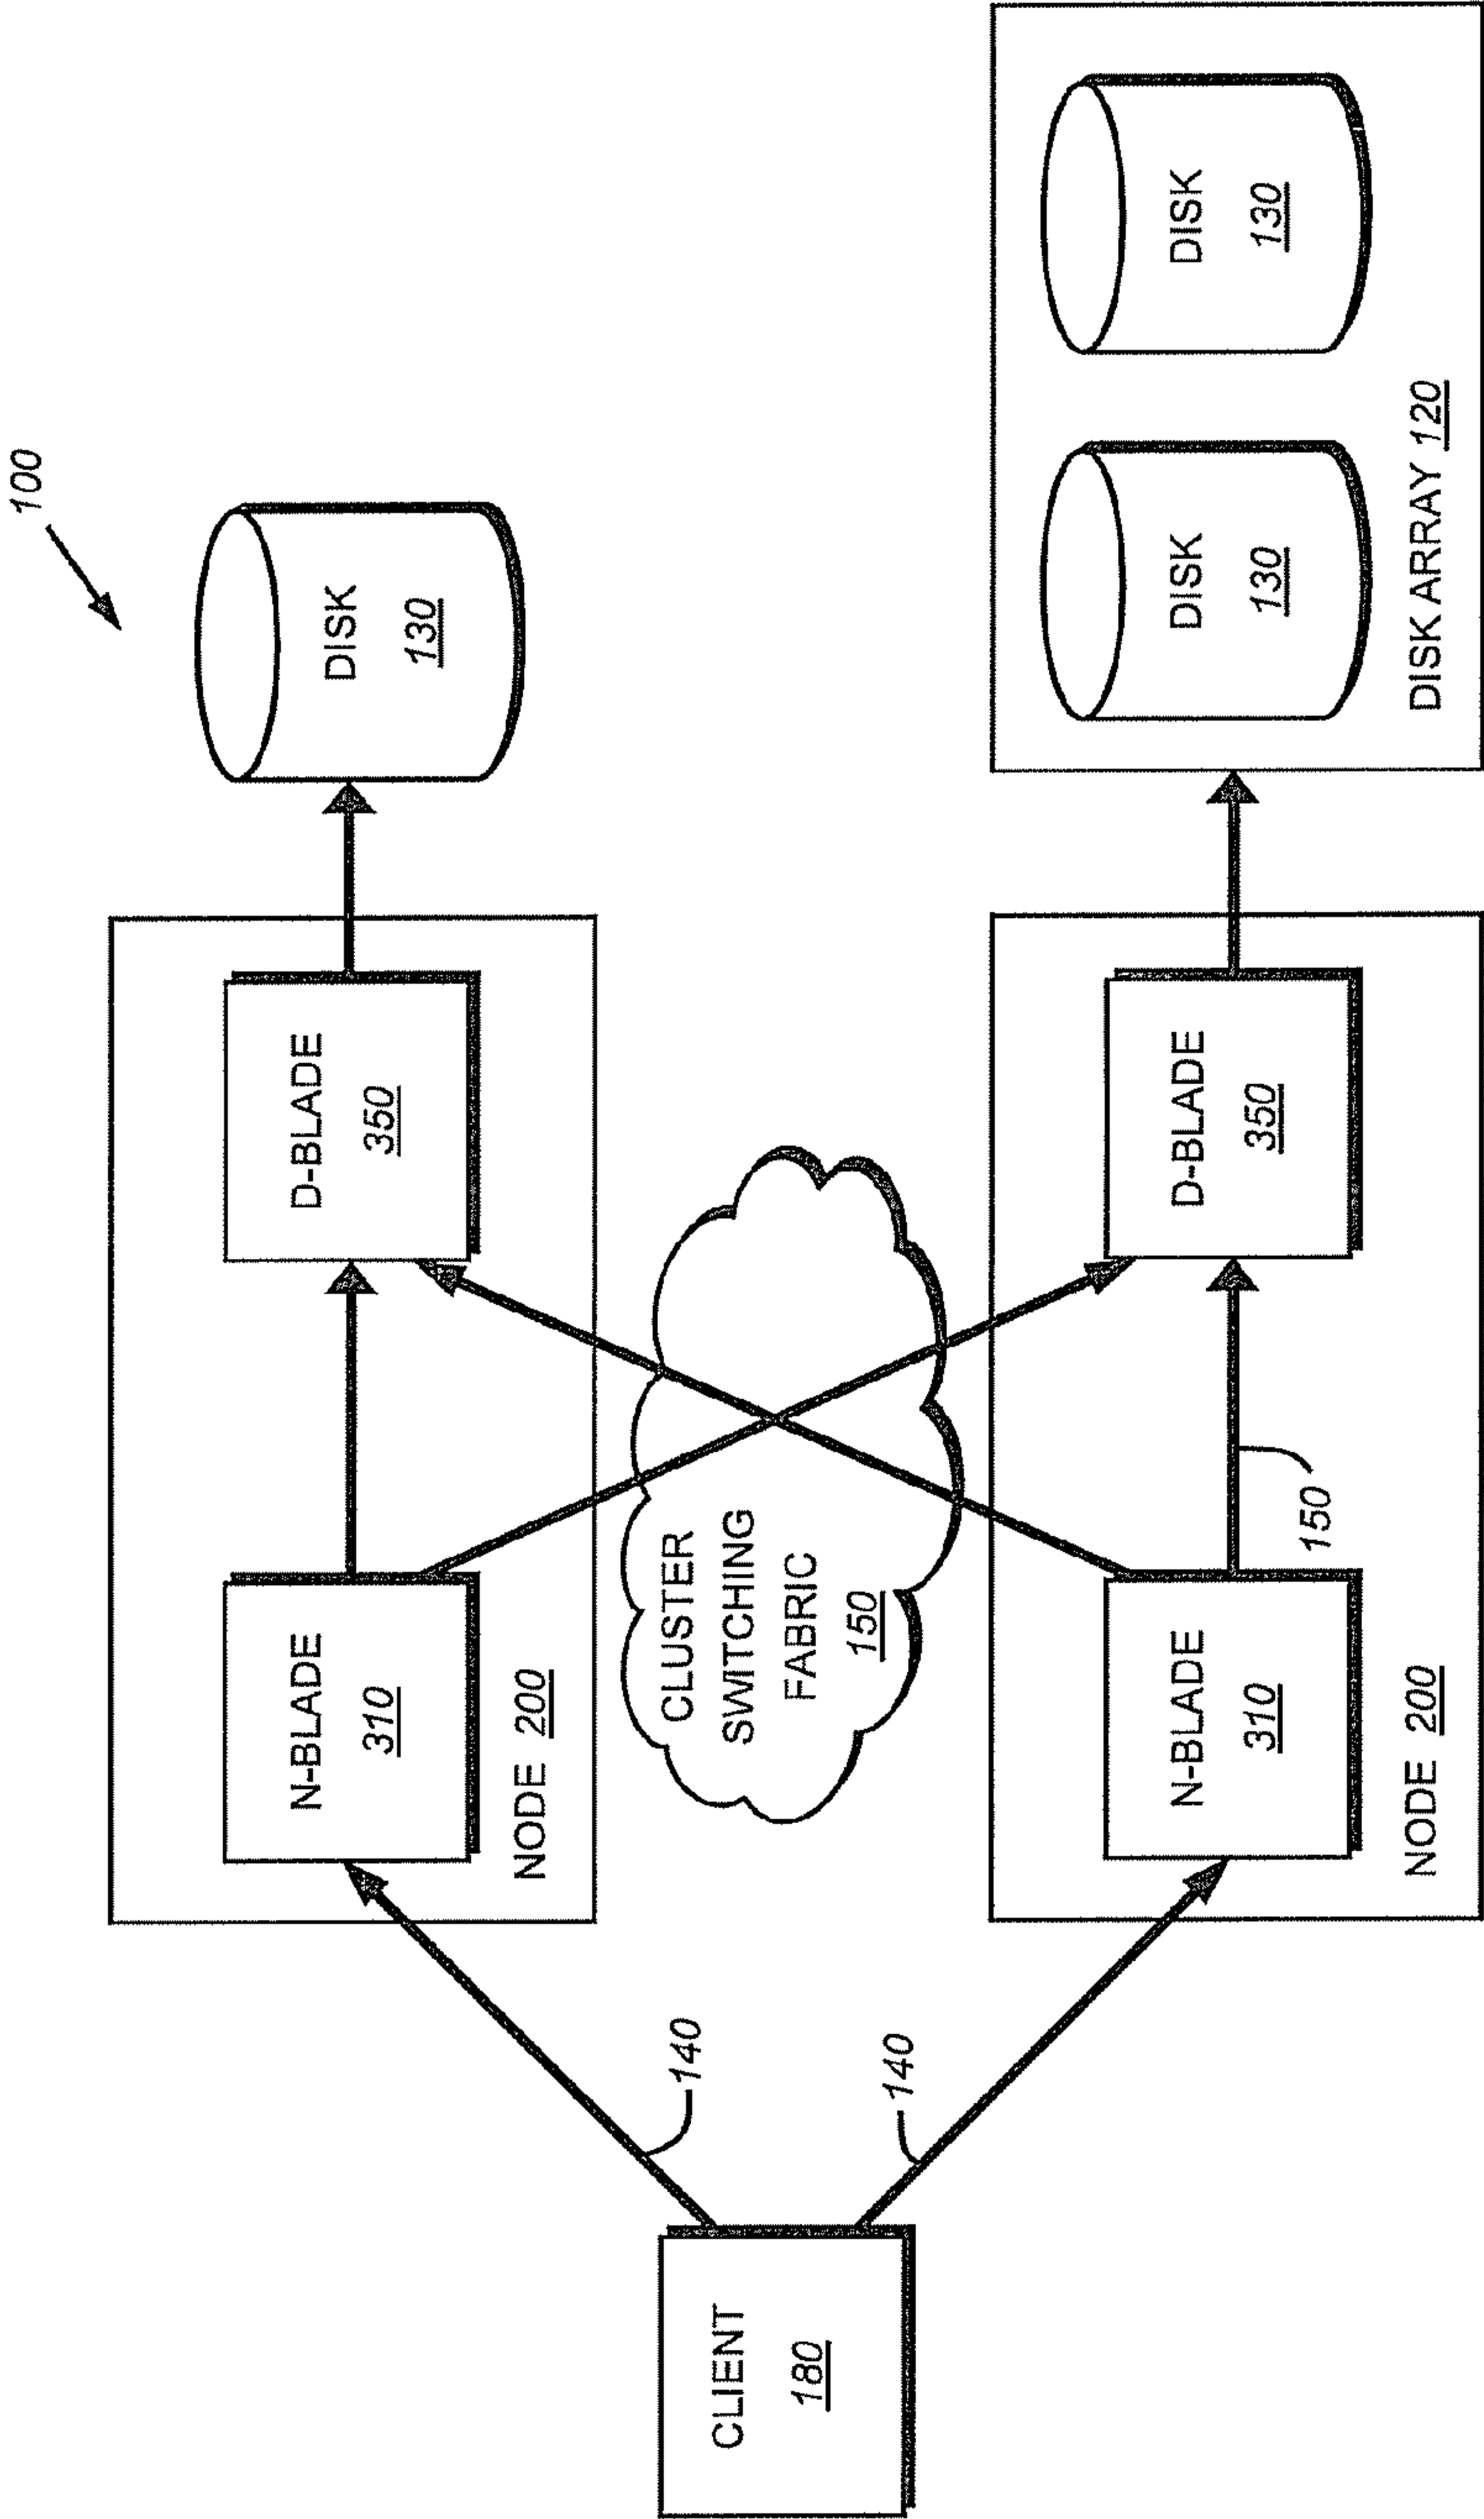 100
N-BLADE
310
D-BLADE
350
DISK
130
NODE 200
140
CLIENT
180
CLUSTER
SWITCHING
FABRIC
150
140
N-BLADE
310
D-BLADE
350
DISK
130
DISK
130
150
NODE 200
DISK ARRAY 120